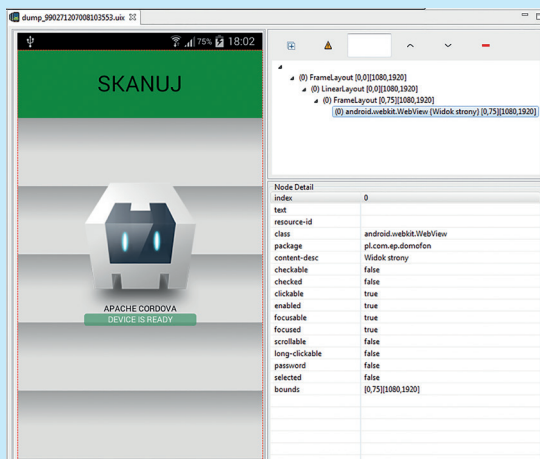 dump_990271207008103553.uix
75% 18:02
SKANUJ
APACHE CORDOVA
DEVICE IS READY
(0) FrameLayout [0,0][1080,1920]
(0) LinearLayout [0,0][1080,1920]
(0) FrameLayout [0,75][1080,1920]
(0) android.webkit.WebView {Widok strony} [0,75][1080,1920]
Node Detail
index 0
text
resource-id
class android.webkit.WebView
package pl.com.ep.domofon
content-desc Widok strony
checkable false
checked false
clickable true
enabled true
focusable true
focused true
scrollable false
long-clickable false
password false
selected false
bounds [0,75][1080,1920]